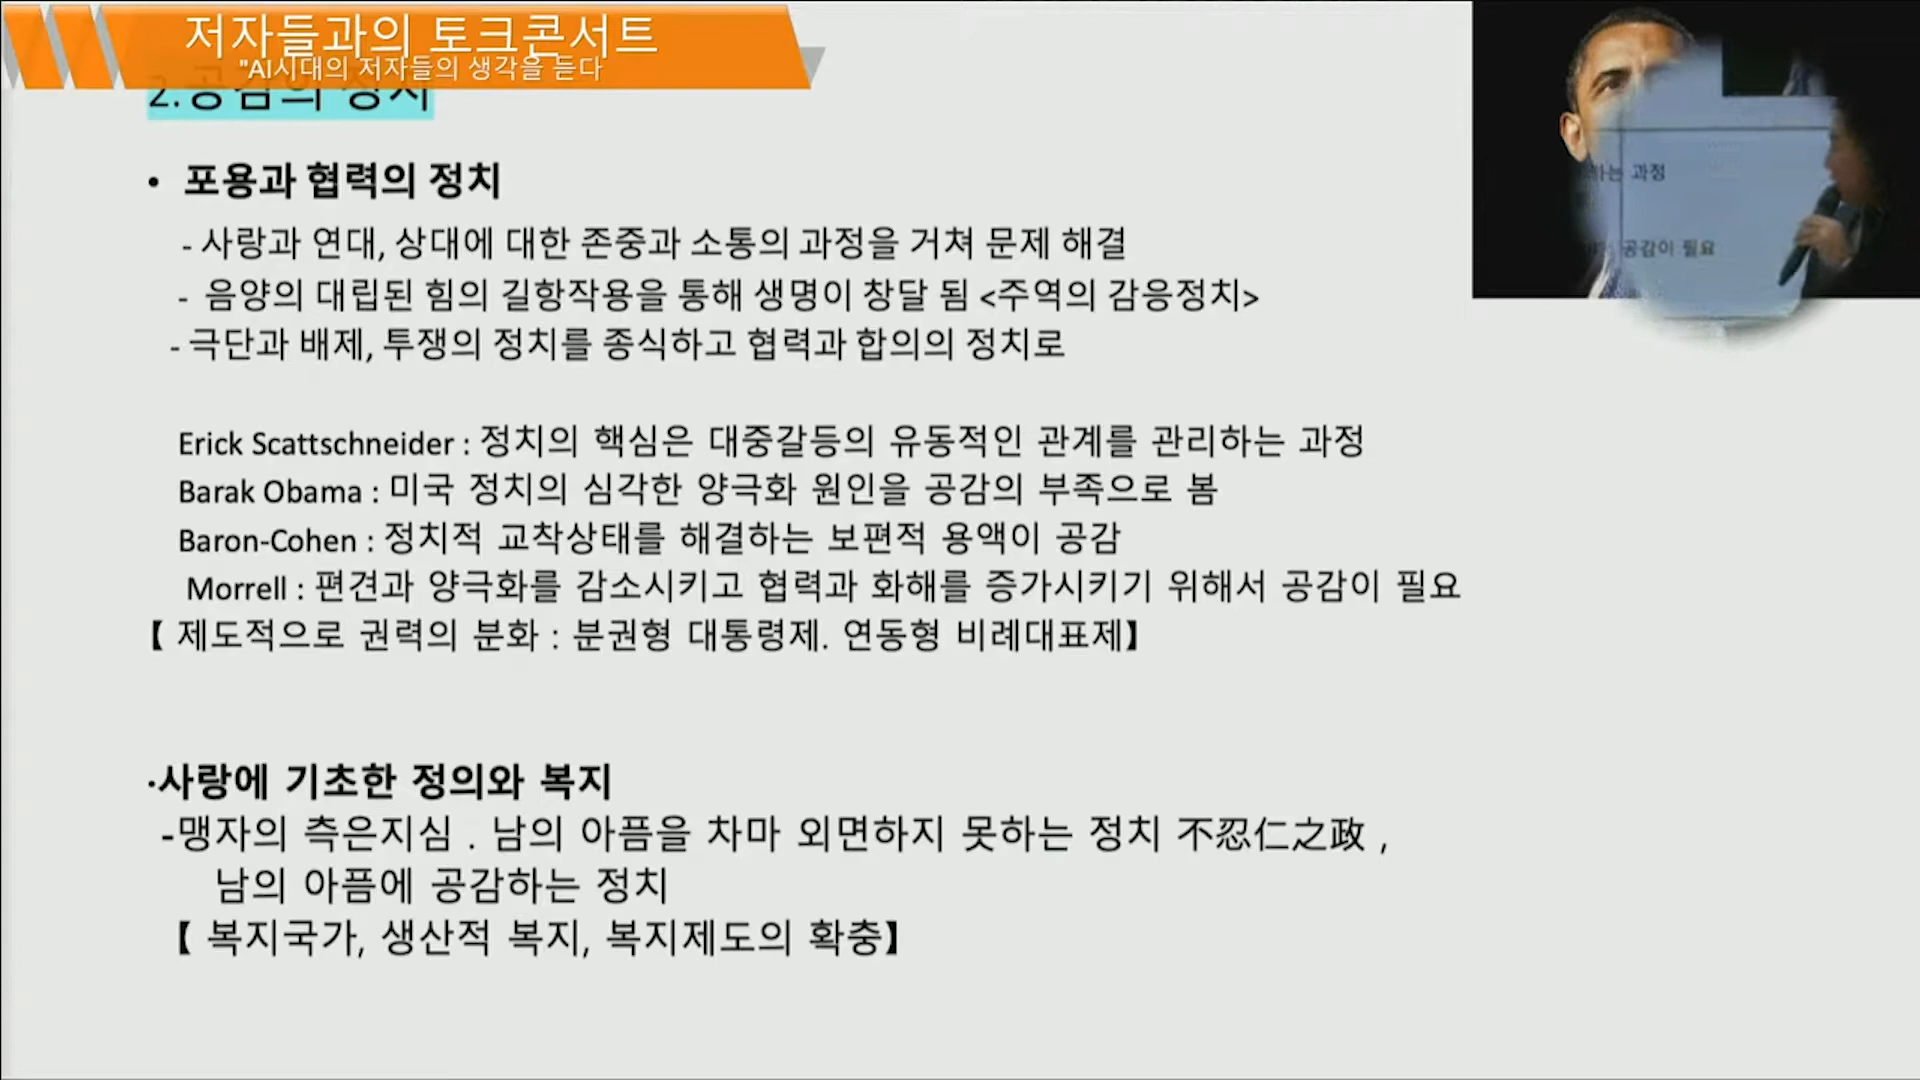 저자들과의 토크콘서트
"AI시대의 저자들의 생각을 듣다
2.공감의 정치
• 포용과 협력의 정치
- 사랑과 연대, 상대에 대한 존중과 소통의 과정을 거쳐 문제 해결
- 음양의 대립된 힘의 길항작용을 통해 생명이 창달 됨 <주역의 감응정치>
- 극단과 배제, 투쟁의 정치를 종식하고 협력과 합의의 정치로
Erick Scattschneider : 정치의 핵심은 대중갈등의 유동적인 관계를 관리하는 과정
Barak Obama : 미국 정치의 심각한 양극화 원인을 공감의 부족으로 봄
Baron-Cohen : 정치적 교착상태를 해결하는 보편적 용액이 공감
Morrell : 편견과 양극화를 감소시키고 협력과 화해를 증가시키기 위해서 공감이 필요
【 제도적으로 권력의 분화 : 분권형 대통령제. 연동형 비례대표제】
·사랑에 기초한 정의와 복지
-맹자의 측은지심 . 남의 아픔을 차마 외면하지 못하는 정치 不忍仁之政 ,
남의 아픔에 공감하는 정치
【 복지국가, 생산적 복지, 복지제도의 확충】
하는 과정
공감이 필요